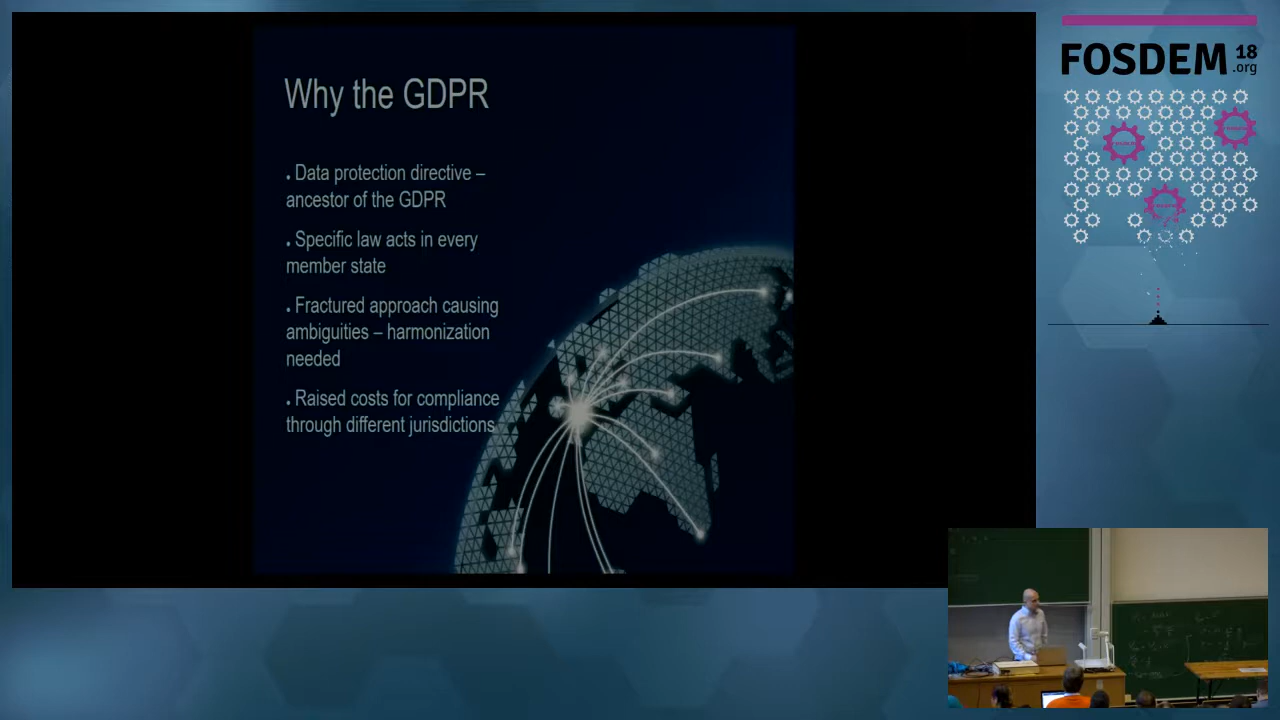 Why the GDPR
. Data protection directive –
ancestor of the GDPR
. Specific law acts in every
member state
. Fractured approach causing
ambiguities – harmonization
needed
. Raised costs for compliance
through different jurisdictions
FOSDEM 18
.org